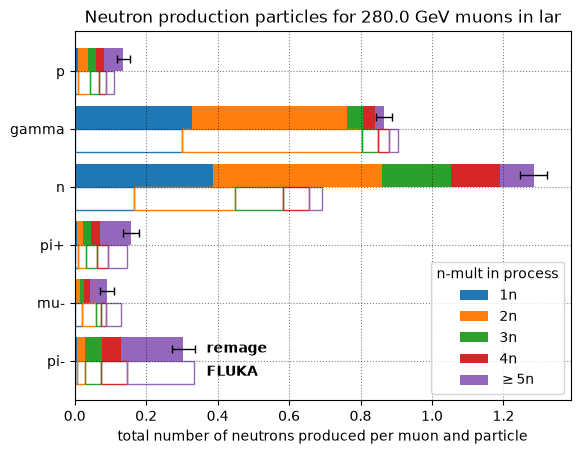 Neutron production particles for 280.0 GeV muons in lar
p
gamma
n
pi+
mu-
pi-
remage
FLUKA
n-mult in process
1n
2n
3n
4n
≥5n
0.0 0.2 0.4 0.6 0.8 1.0 1.2
total number of neutrons produced per muon and particle